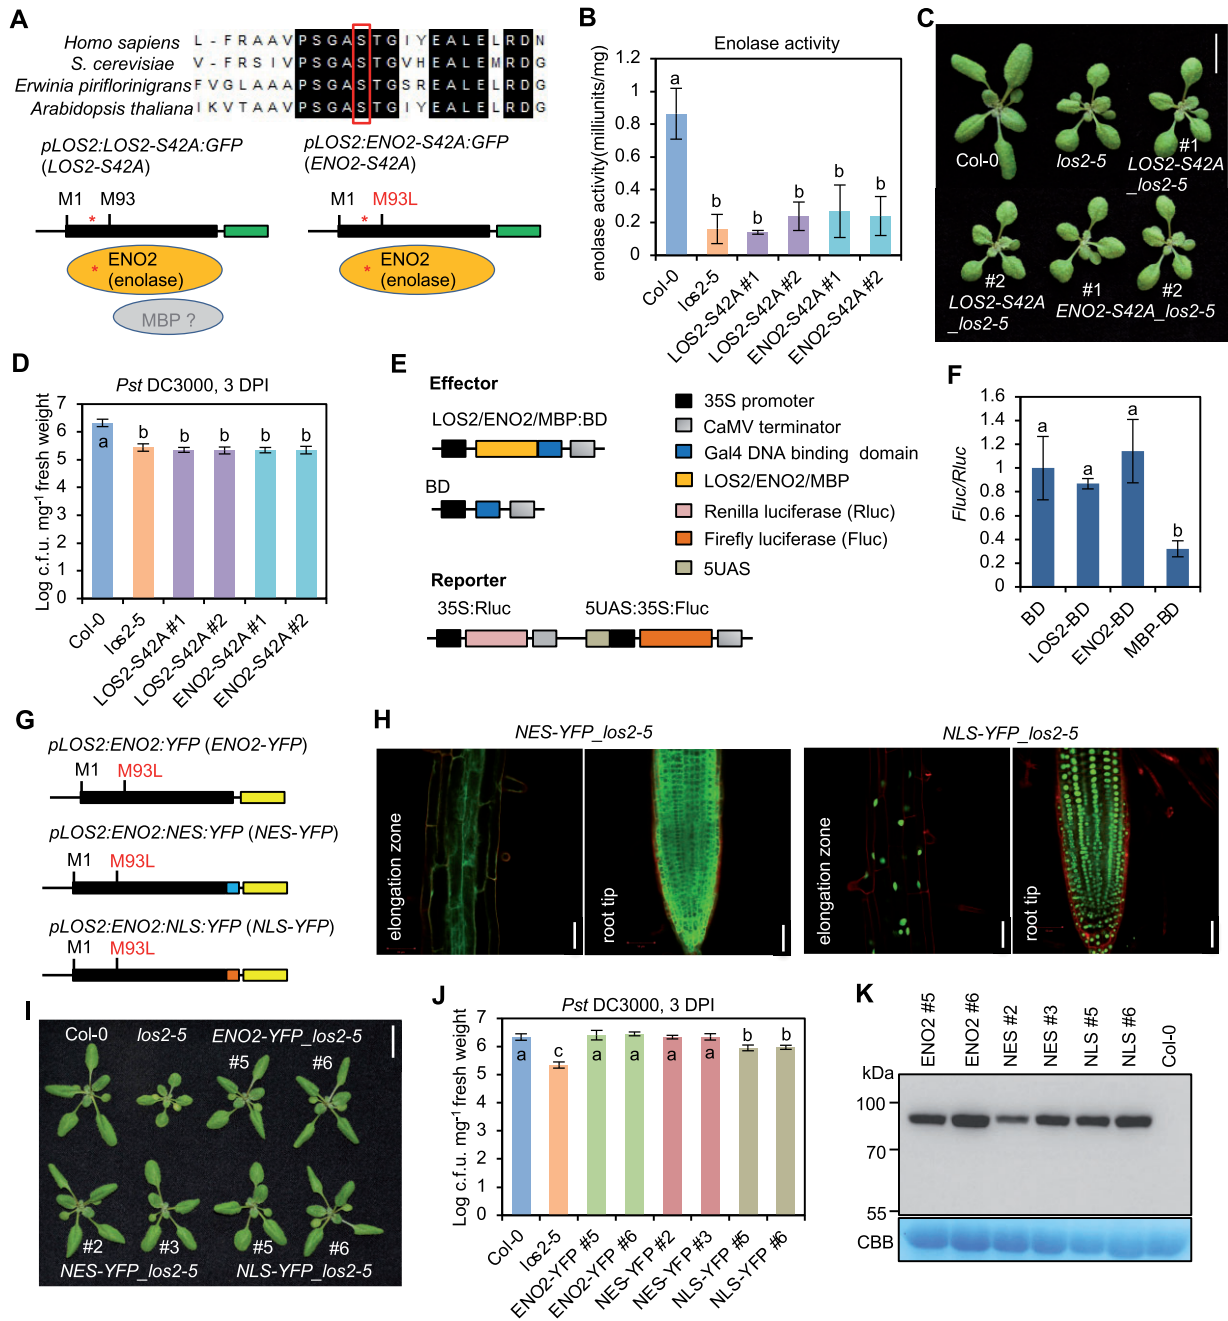 A
Homo sapiens L-FRAAVPSGASTGIYEALELRDN
S. cerevisiae V-FRSIVPSGASTGVHEALEMRDG
Erwinia piriflorinigrans FVGLAAAPSGASTGSREALELRDG
Arabidopsis thaliana IKVTAAVPSGASTGIYEALELRDG
pLOS2:LOS2-S42A:GFP
(LOS2-S42A)
M1 M93
*
* ENO2
(enolase)
MBP ?
pLOS2:ENO2-S42A:GFP
(ENO2-S42A)
M1 M93L
*
* ENO2
(enolase)
B
Enolase activity
enolase activity(milliunits/mg)
1.2
1
0.8
0.6
0.4
0.2
0
a
b
b
b
b
b
Col-0
los2-5
LOS2-S42A #1
LOS2-S42A #2
ENO2-S42A #1
ENO2-S42A #2
C
Col-0
los2-5
#1
LOS2-S42A
_los2-5
#2
LOS2-S42A
_los2-5
#1
#2
ENO2-S42A_los2-5
D
Pst DC3000, 3 DPI
Log c.f.u. mg-1 fresh weight
7
6
5
4
3
2
1
0
a
b
b
b
b
b
Col-0
los2-5
LOS2-S42A #1
LOS2-S42A #2
ENO2-S42A #1
ENO2-S42A #2
E
Effector
LOS2/ENO2/MBP:BD
BD
35S promoter
CaMV terminator
Gal4 DNA binding domain
LOS2/ENO2/MBP
Renilla luciferase (Rluc)
Firefly luciferase (Fluc)
5UAS
Reporter
35S:Rluc
5UAS:35S:Fluc
F
Fluc/Rluc
1.6
1.4
1.2
1
0.8
0.6
0.4
0.2
0
a
a
a
b
BD
LOS2-BD
ENO2-BD
MBP-BD
G
pLOS2:ENO2:YFP (ENO2-YFP)
M1 M93L
pLOS2:ENO2:NES:YFP (NES-YFP)
M1 M93L
pLOS2:ENO2:NLS:YFP (NLS-YFP)
M1 M93L
H
NES-YFP_los2-5
elongation zone
root tip
NLS-YFP_los2-5
elongation zone
root tip
I
Col-0
los2-5
ENO2-YFP_los2-5
#5
#6
#2
#3
#5
#6
NES-YFP_los2-5
NLS-YFP_los2-5
J
Pst DC3000, 3 DPI
Log c.f.u. mg-1 fresh weight
7
6
5
4
3
2
1
0
a
c
a
a
a
a
b
b
Col-0
los2-5
ENO2-YFP #5
ENO2-YFP #6
NES-YFP #2
NES-YFP #3
NLS-YFP #5
NLS-YFP #6
K
ENO2 #5
ENO2 #6
NES #2
NES #3
NLS #5
NLS #6
Col-0
kDa
100
70
55
CBB